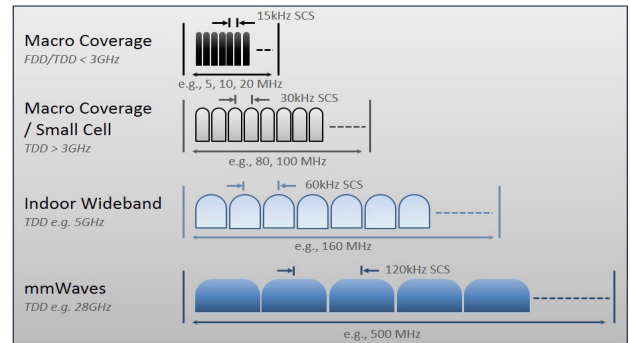 15kHz SCS
Macro Coverage
FDD/TDD < 3GHz
e.g., 5, 10, 20 MHz
30kHz SCS
Macro Coverage
/ Small Cell
TDD > 3GHz
e.g., 80, 100 MHz
60kHz SCS
Indoor Wideband
TDD e.g. 5GHz
e.g., 160 MHz
120kHz SCS
mmWaves
TDD e.g. 28GHz
e.g., 500 MHz